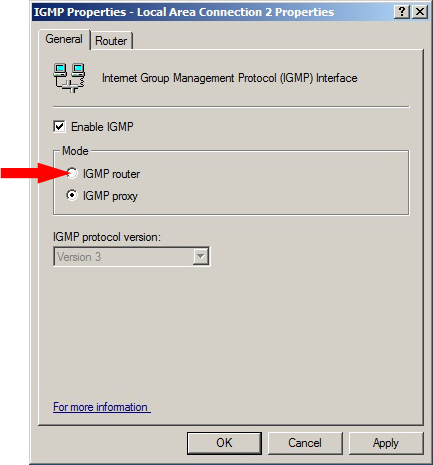 IGMP Properties - Local Area Connection 2 Properties
General
Router
Internet Group Management Protocol (IGMP) Interface
Enable IGMP
Mode
IGMP router
IGMP proxy
IGMP protocol version:
Version 3
For more information
OK
Cancel
Apply